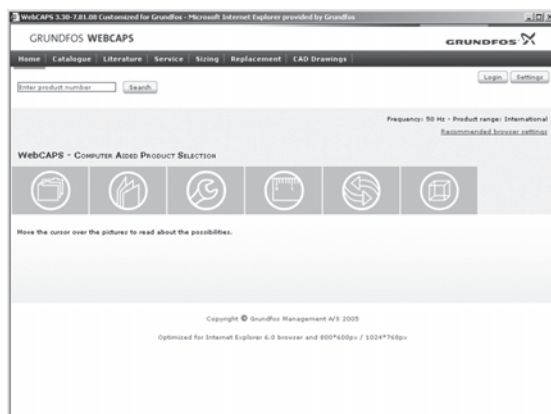 WebCAPS 3.30-7.01.08 Customized for Grundfos - Microsoft Internet Explorer provided by Grundfos
GRUNDFOS WEBCAPS
GRUNDFOS
Home Catalogue Literature Service Sizing Replacement CAD Drawings
Enter product number Search Login Settings
Frequency: 50 Hz - Product range: International
Recommended browser settings
WebCAPS - Computer Aided Product Selection
Move the cursor over the pictures to read about the possibilities.
Copyright © Grundfos Management A/S 2005
Optimized for Internet Explorer 6.0 browser and 800*600px / 1024*768px